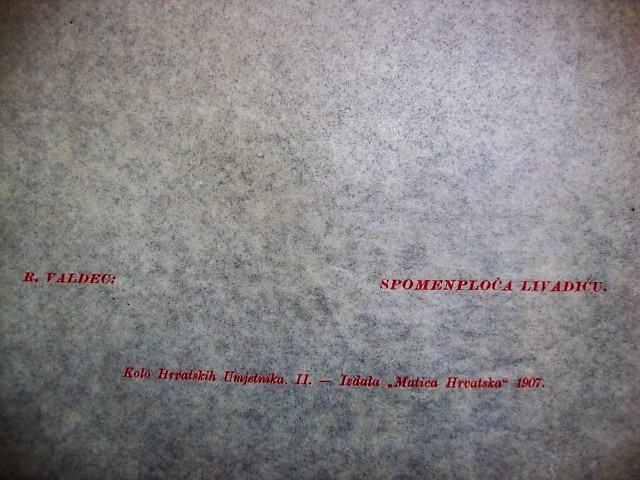 R. VALDEC: SPOMENPLOČA LIVADIĆU.
Kolo Hrvatskih Umjetnika. II. — Izdala „Matica Hrvatska“ 1907.